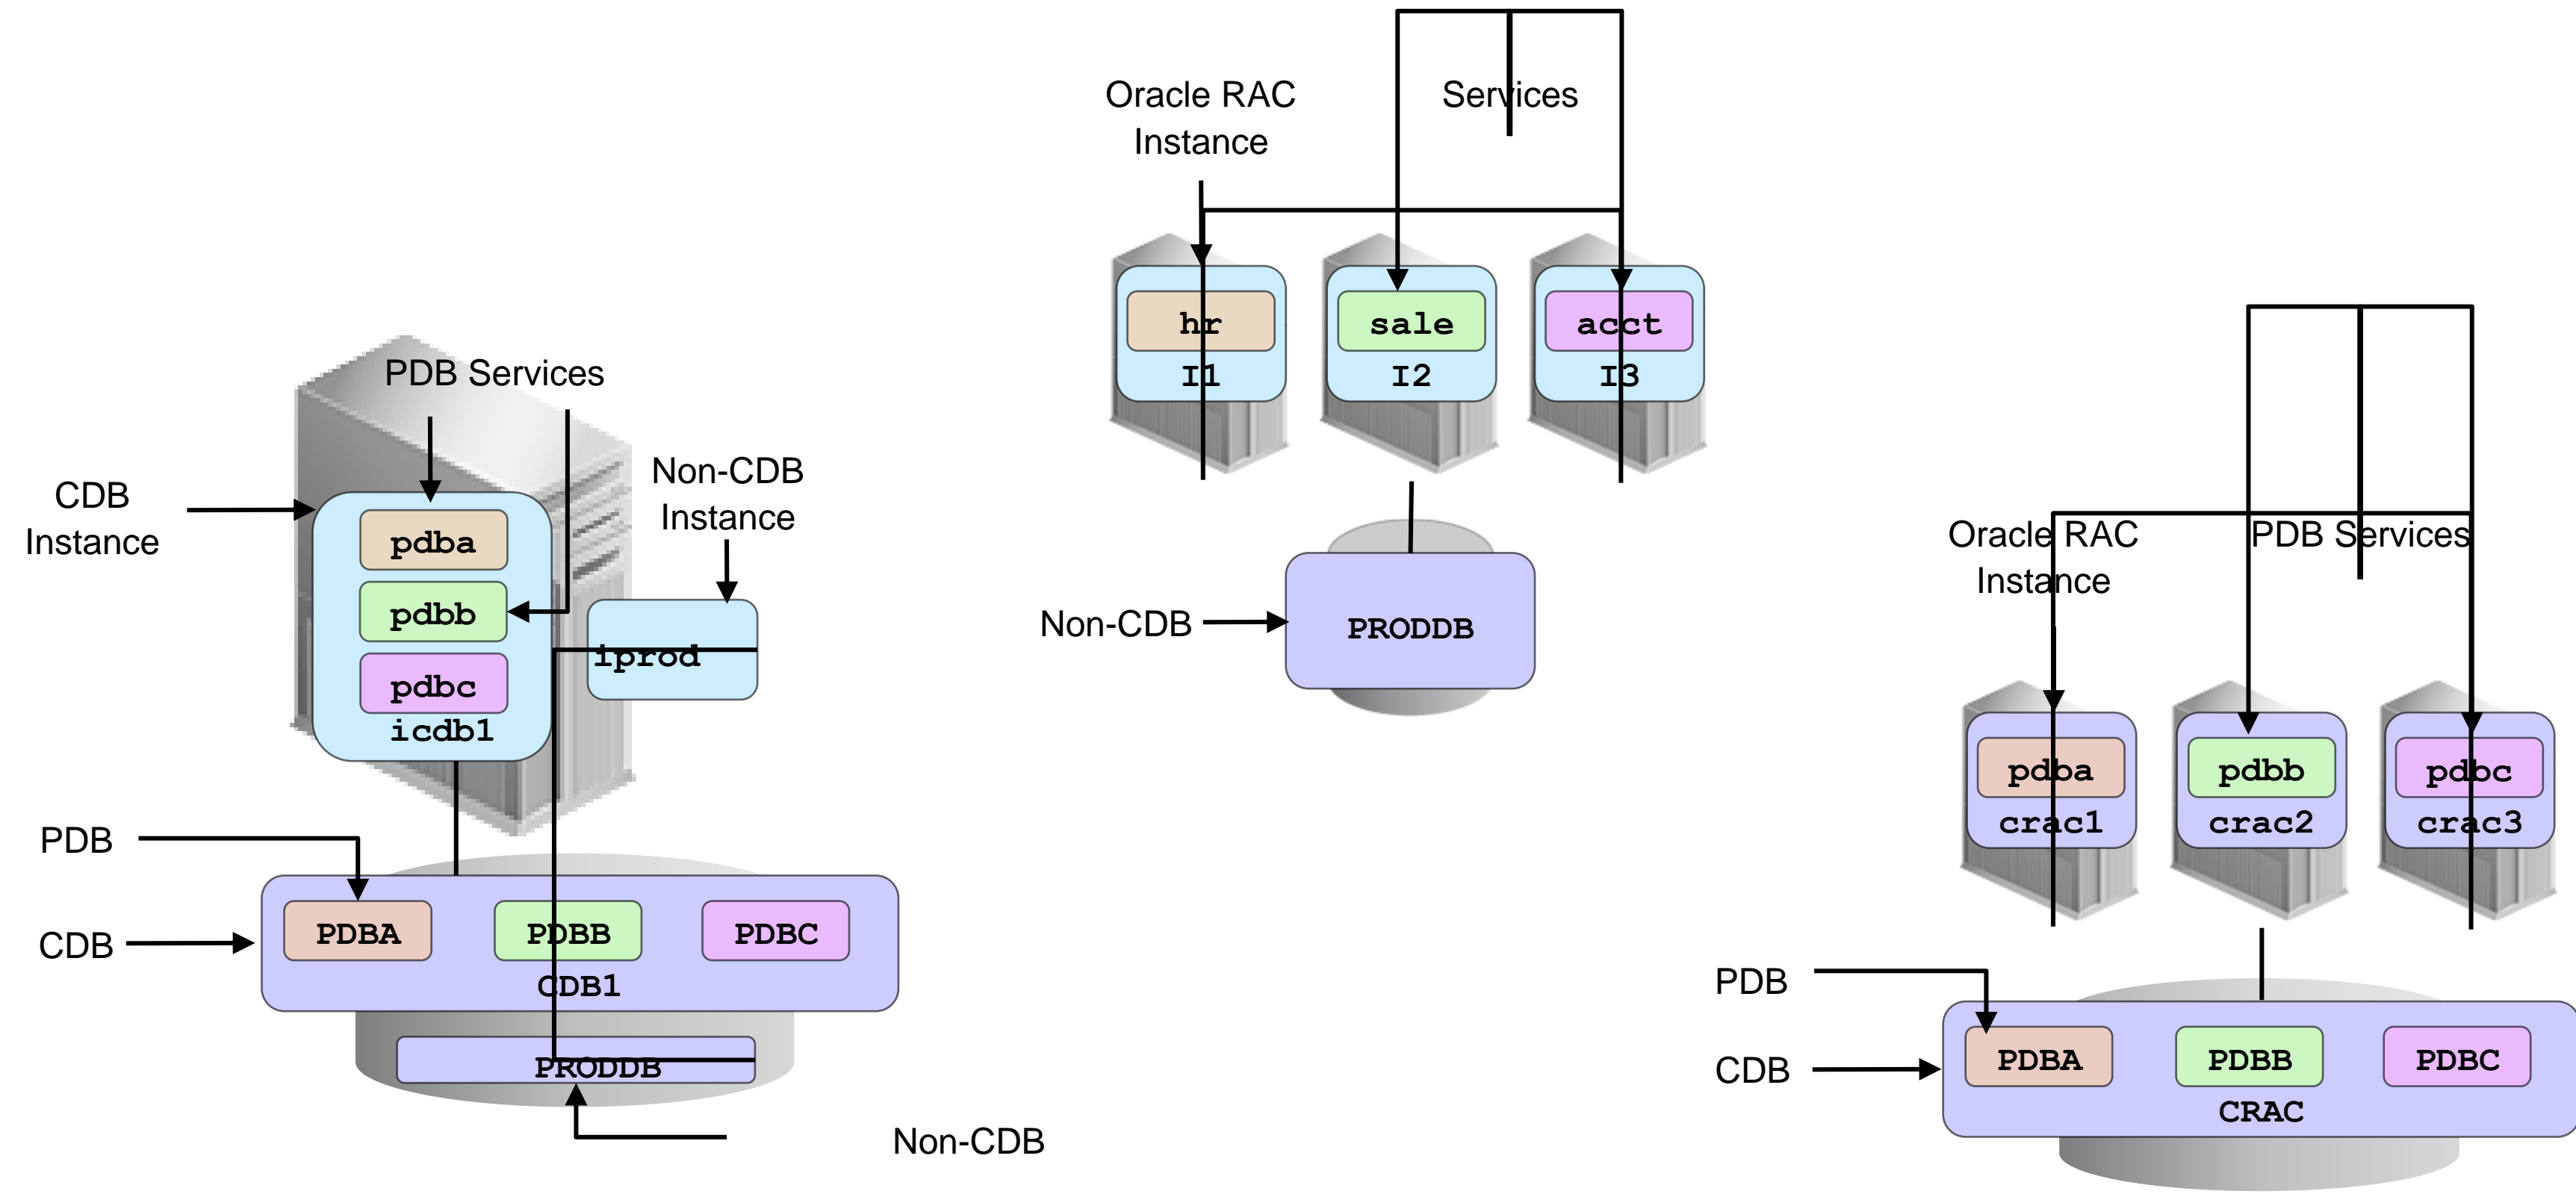 PDB Services
CDB
Instance
Non-CDB
Instance
pdba
pdbb
pdbc
icdb1
iprod
PDB
CDB
PDBA
PDBB
PDBC
CDB1
PRODDB
Non-CDB
Oracle RAC
Instance
Services
hr
sale
acct
I1
I2
I3
Non-CDB
PRODDB
Oracle RAC
Instance
PDB Services
pdba
pdbb
pdbc
crac1
crac2
crac3
PDB
CDB
PDBA
PDBB
PDBC
CRAC